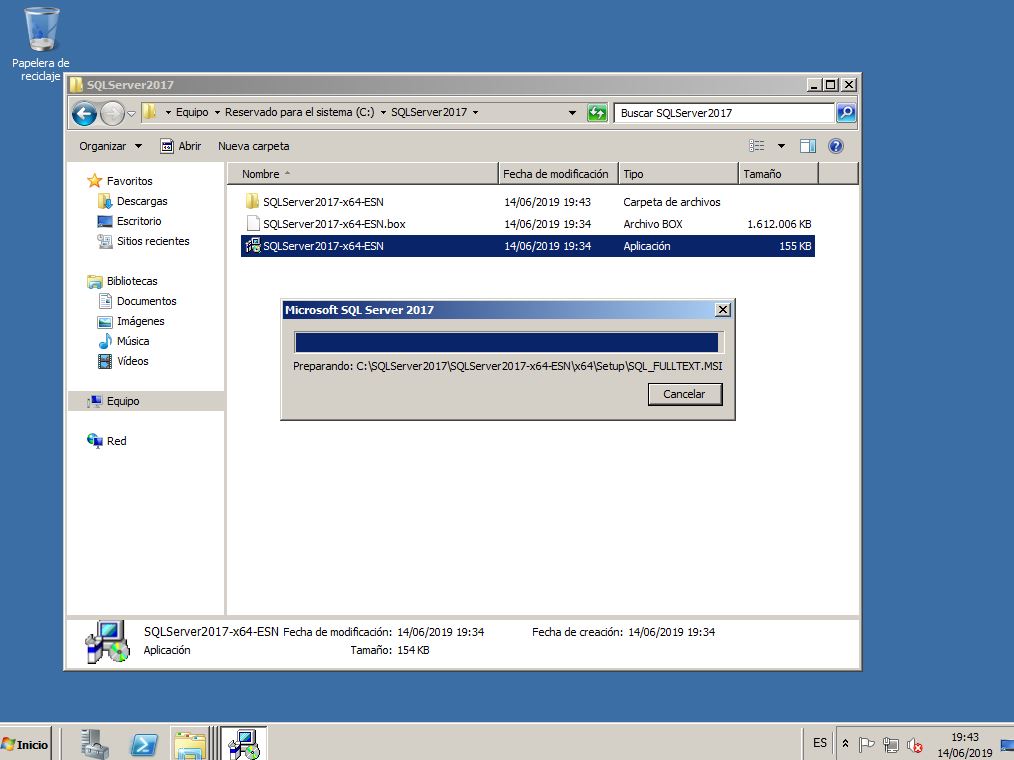 Papelera de
reciclaje
SQLServer2017
Equipo Reservado para el sistema (C:) SQLServer2017
Buscar SQLServer2017
Organizar Abrir Nueva carpeta
Favoritos
Descargas
Escritorio
Sitios recientes
Bibliotecas
Documentos
Imágenes
Música
Vídeos
Equipo
Red
Nombre Fecha de modificación Tipo Tamaño
SQLServer2017-x64-ESN 14/06/2019 19:43 Carpeta de archivos
SQLServer2017-x64-ESN.box 14/06/2019 19:34 Archivo BOX 1.612.006 KB
SQLServer2017-x64-ESN 14/06/2019 19:34 Aplicación 155 KB
Microsoft SQL Server 2017
Preparando: C:\SQLServer2017\SQLServer2017-x64-ESN\x64\Setup\SQL_FULLTEXT.MSI
Cancelar
SQLServer2017-x64-ESN Fecha de modificación: 14/06/2019 19:34 Fecha de creación: 14/06/2019 19:34
Aplicación Tamaño: 154 KB
Inicio
ES
19:43
14/06/2019